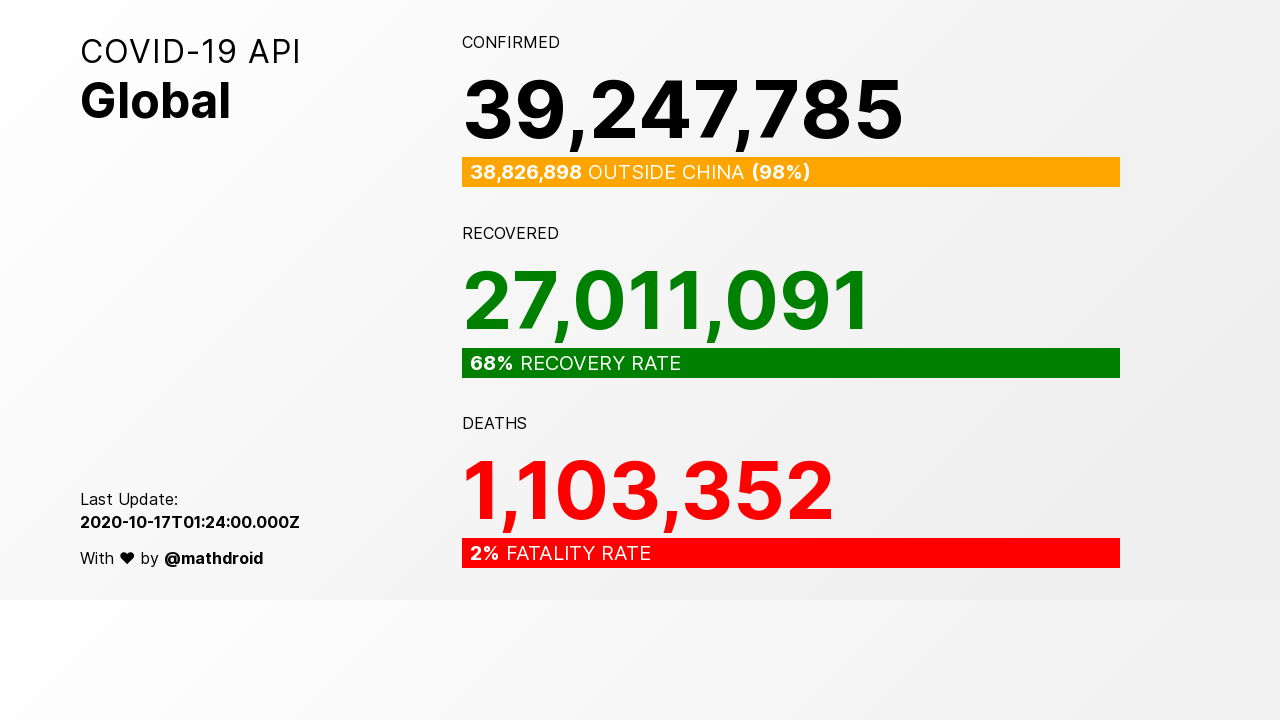 COVID-19 API
Global
CONFIRMED
39,247,785
38,826,898 OUTSIDE CHINA (98%)
RECOVERED
27,011,091
68% RECOVERY RATE
DEATHS
1,103,352
2% FATALITY RATE
Last Update:
2020-10-17T01:24:00.000Z
With ♥ by @mathdroid